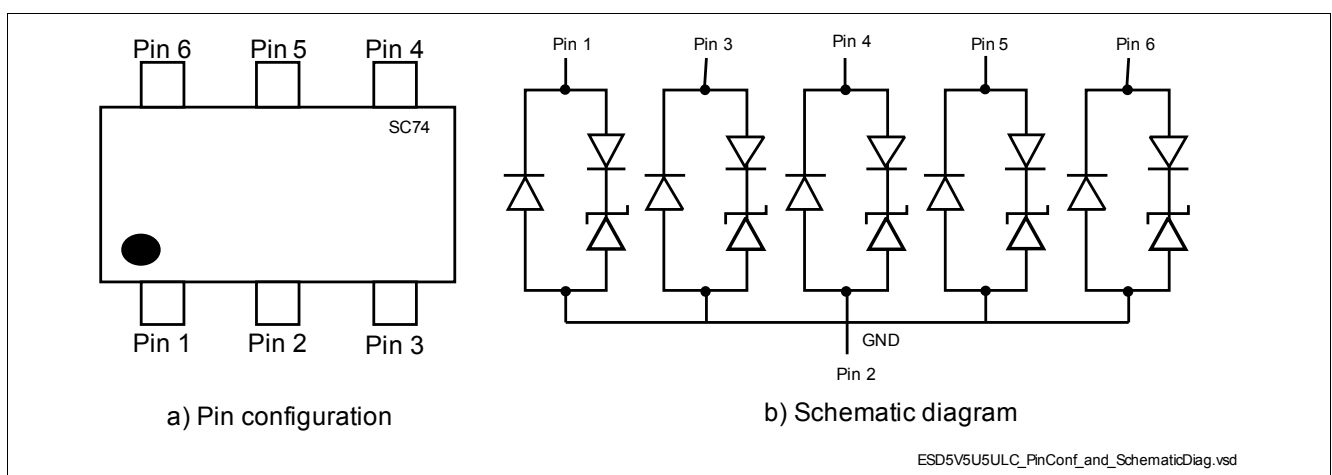 Pin 6 Pin 5 Pin 4
SC74
Pin 1 Pin 2 Pin 3
a) Pin configuration
Pin 1 Pin 3 Pin 4 Pin 5 Pin 6
GND
Pin 2
b) Schematic diagram
ESD5V5U5ULC_PinConf_and_SchematicDiag.vsd